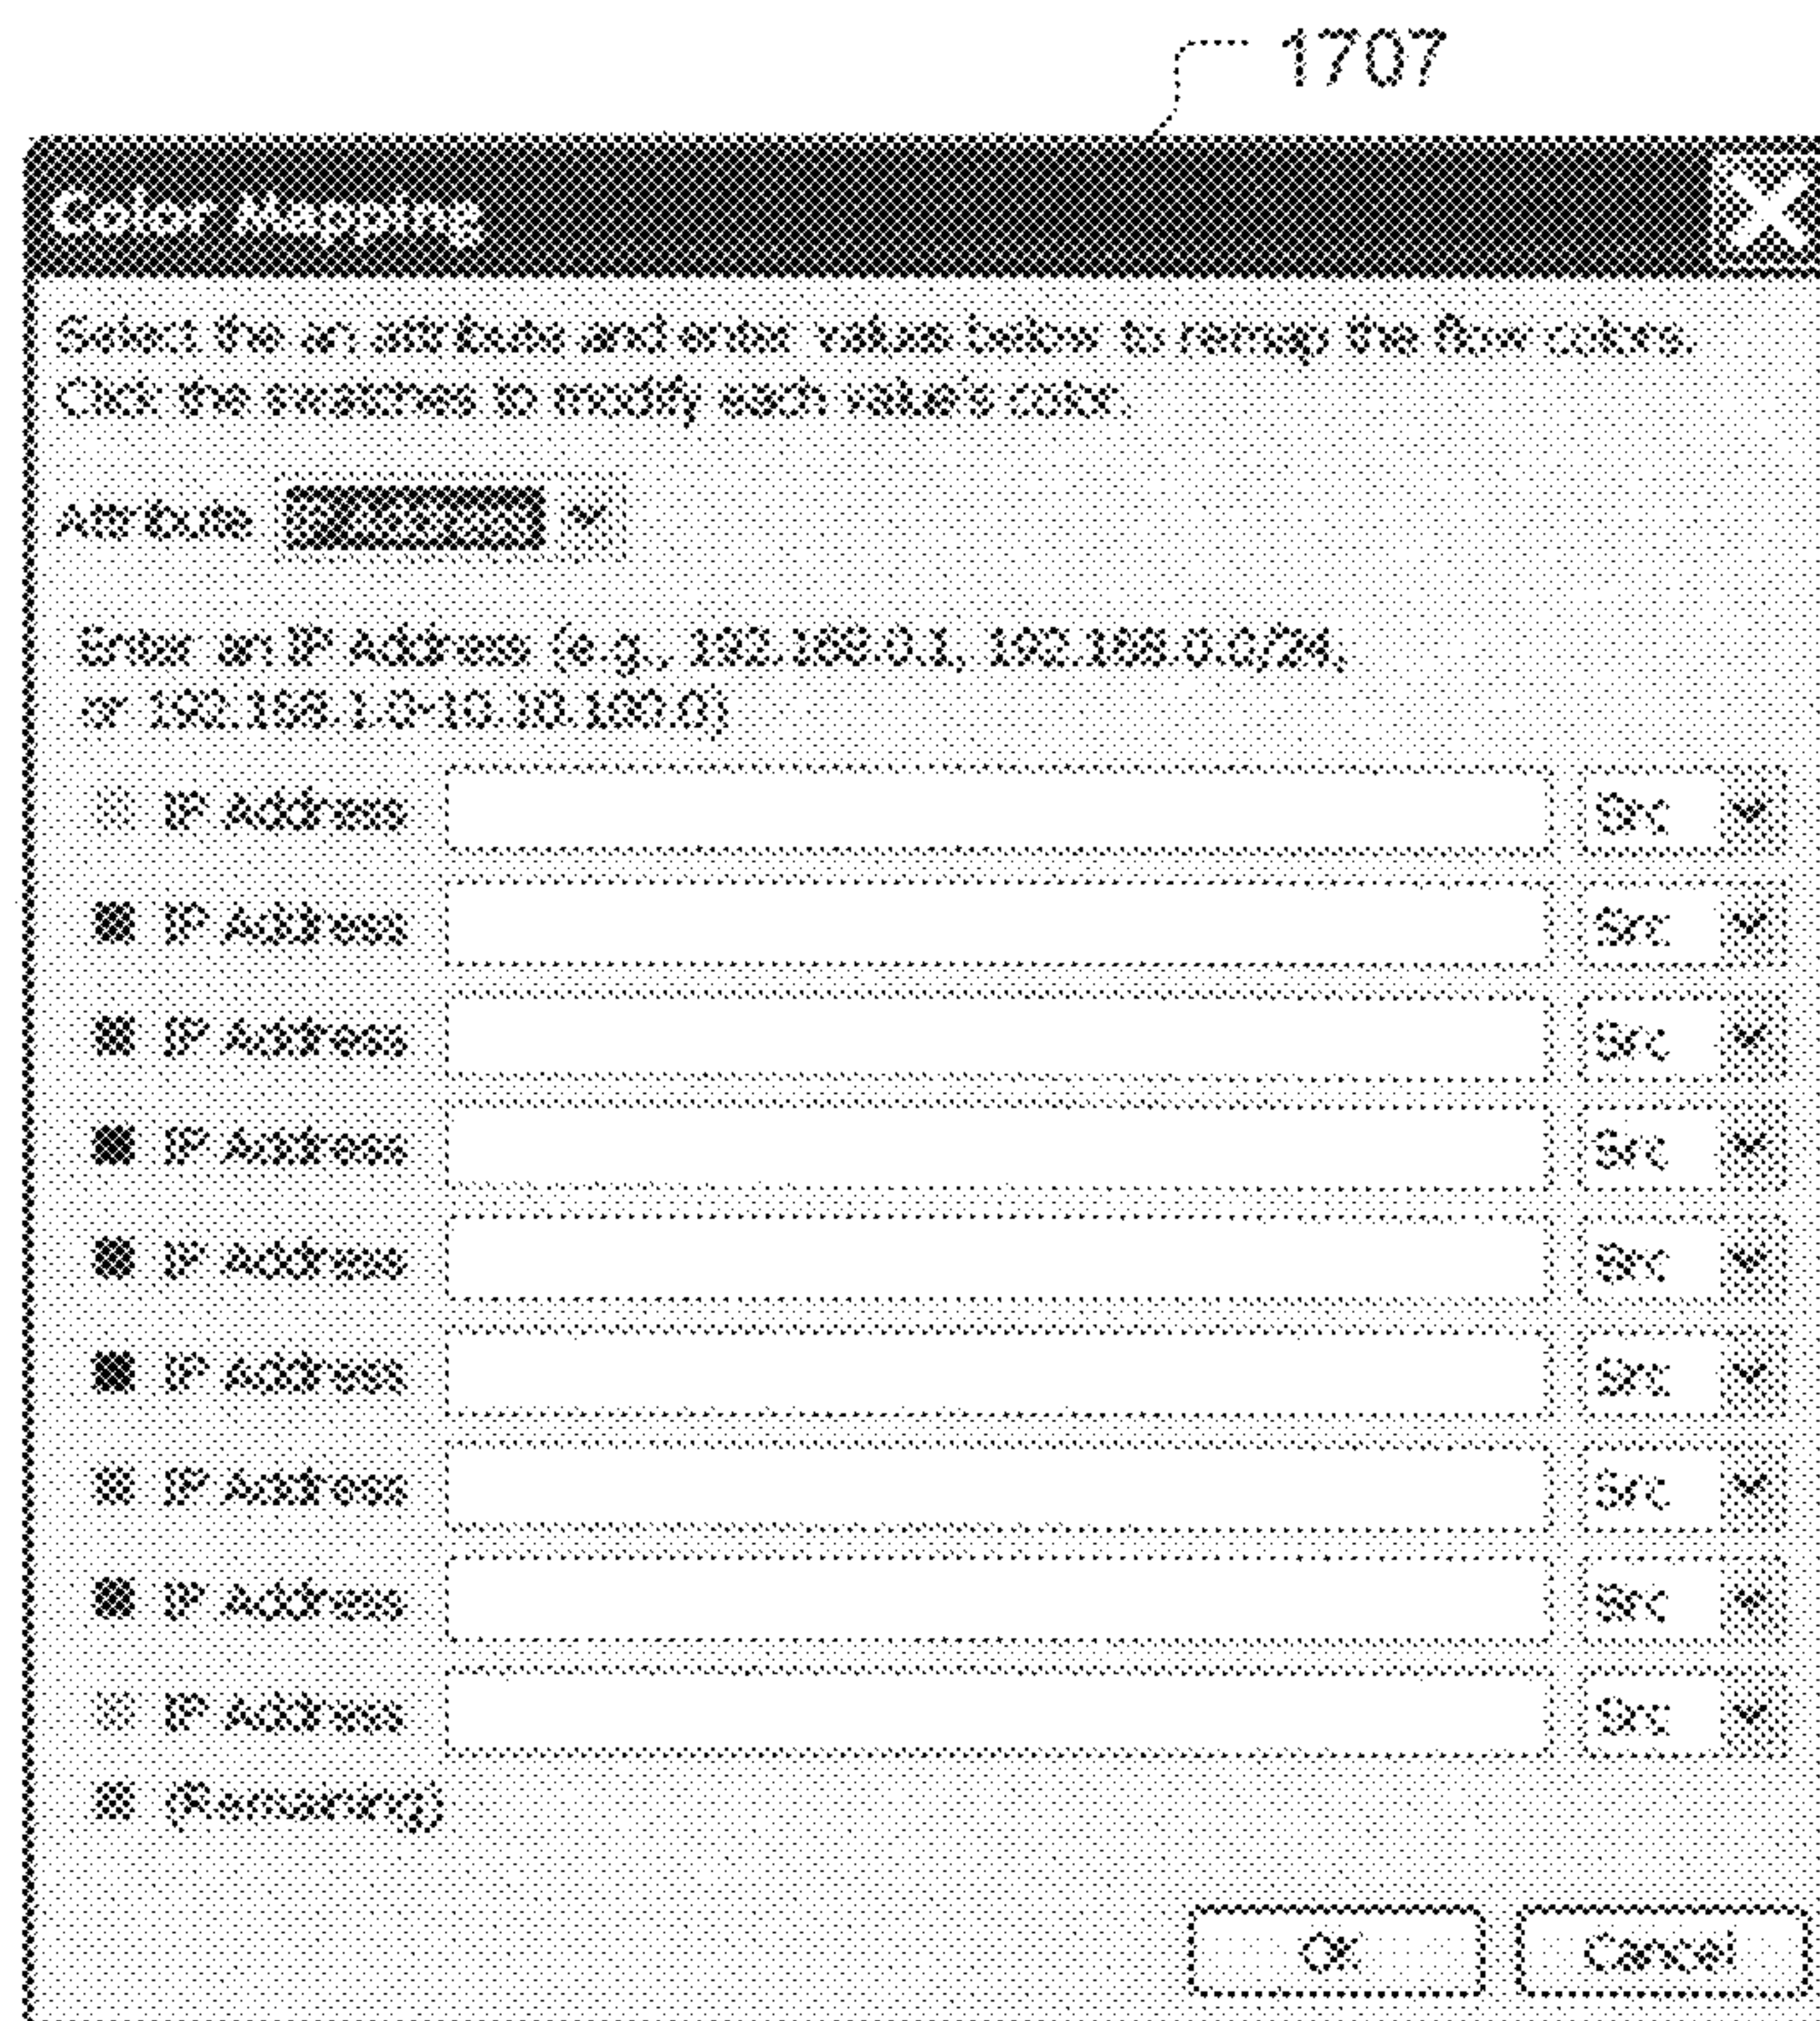 1707
Color Mapping
Select the an attribute and enter values below to remap the flow colors.
Click the swatches to modify each value's color.
Attribute
Enter an IP Address (e.g., 192.168.0.1, 192.168.0.0/24,
or 192.168.1.0-10.10.100.0)
IP Address Src
IP Address Src
IP Address Src
IP Address Src
IP Address Src
IP Address Src
IP Address Src
IP Address Src
IP Address Src
(Remaining)
OK Cancel